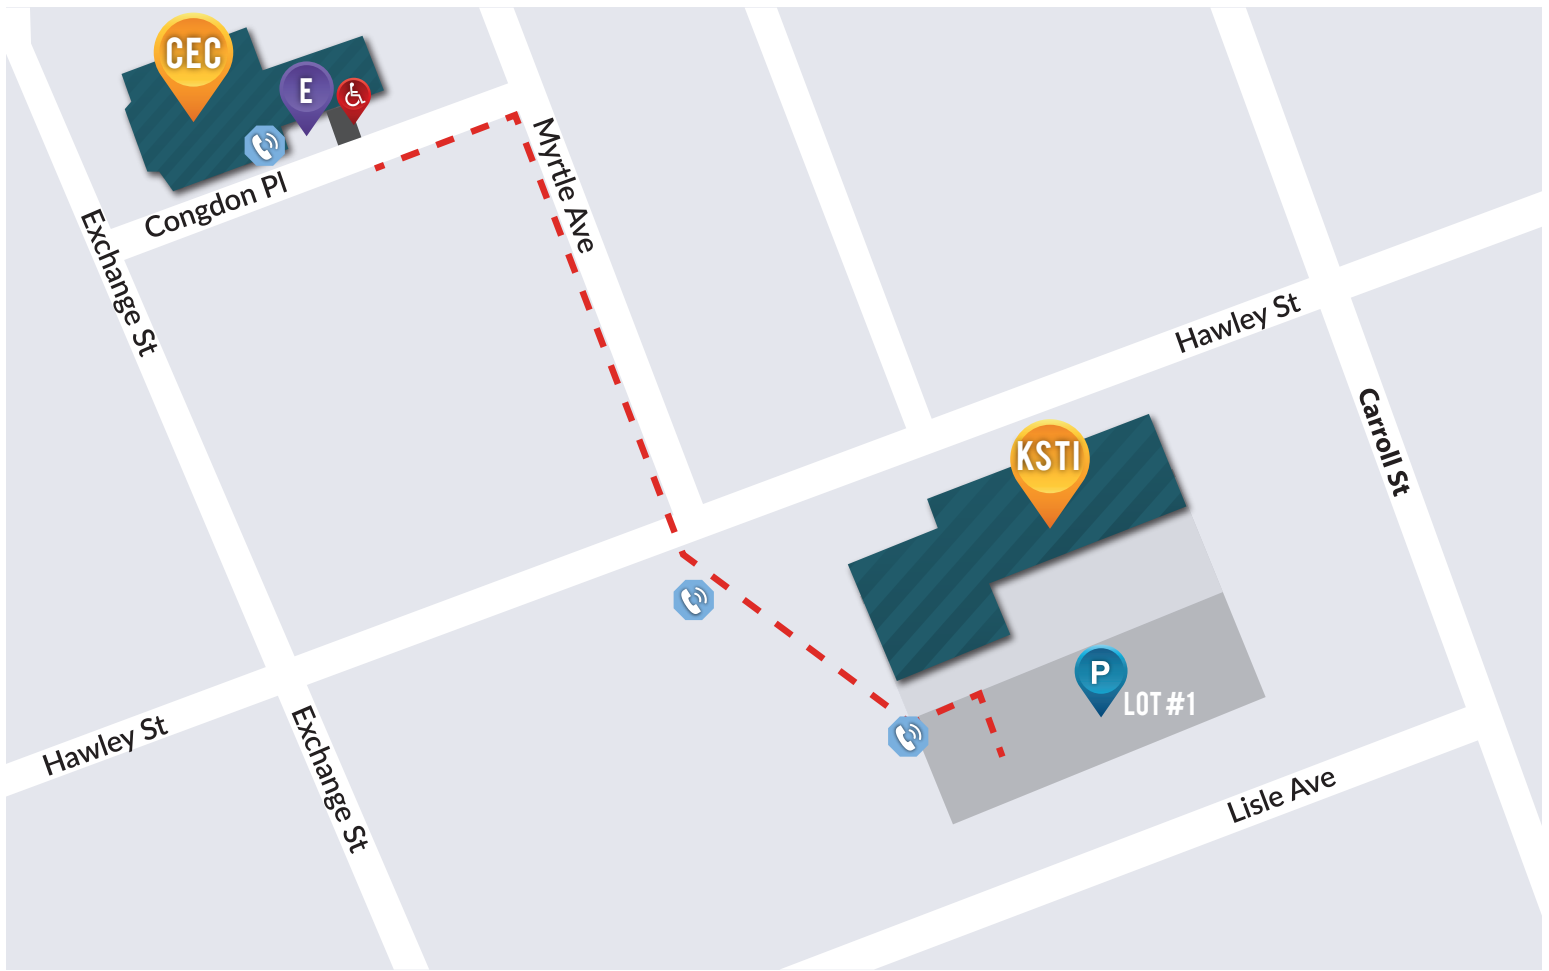 CEC
E
Congdon Pl
Myrtle Ave
Exchange St
Hawley St
Carroll St
KSTI
P
LOT #1
Hawley St
Exchange St
Lisle Ave